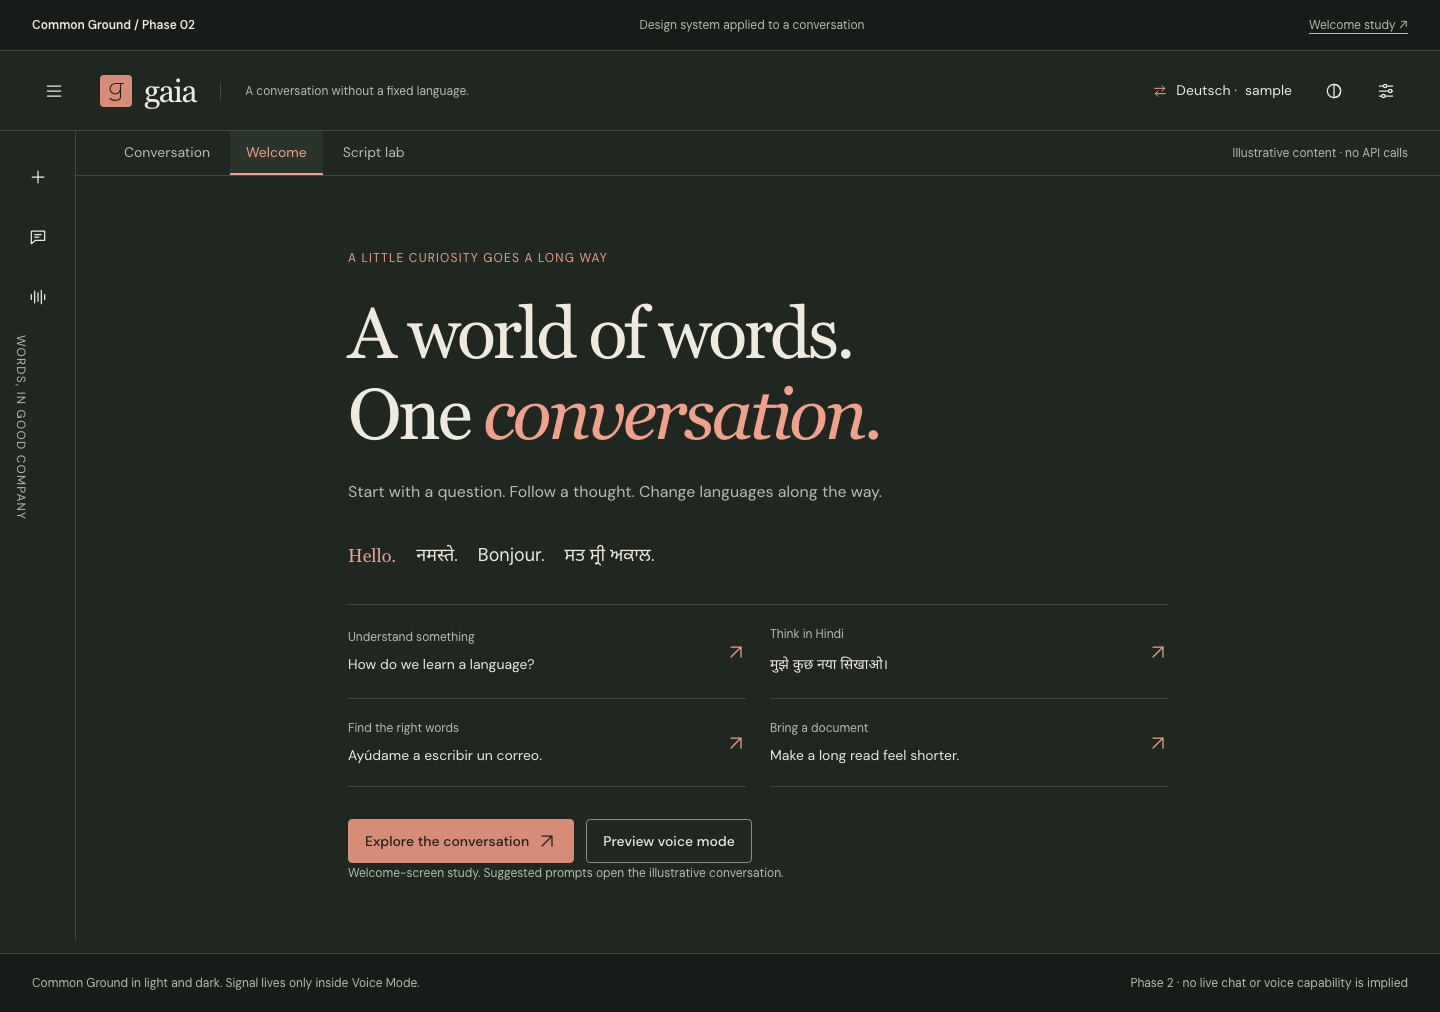 Common Ground / Phase 02
Design system applied to a conversation
Welcome study ↗
g gaia
A conversation without a fixed language.
Deutsch · sample
Conversation
Welcome
Script lab
Illustrative content · no API calls
WORDS, IN GOOD COMPANY
A LITTLE CURIOSITY GOES A LONG WAY
A world of words.
One conversation.
Start with a question. Follow a thought. Change languages along the way.
Hello. नमस्ते. Bonjour. ਸਤ ਸ੍ਰੀ ਅਕਾਲ.
Understand something
How do we learn a language?
Think in Hindi
मुझे कुछ नया सिखाओ।
Find the right words
Ayúdame a escribir un correo.
Bring a document
Make a long read feel shorter.
Explore the conversation
Preview voice mode
Welcome-screen study. Suggested prompts open the illustrative conversation.
Common Ground in light and dark. Signal lives only inside Voice Mode.
Phase 2 · no live chat or voice capability is implied